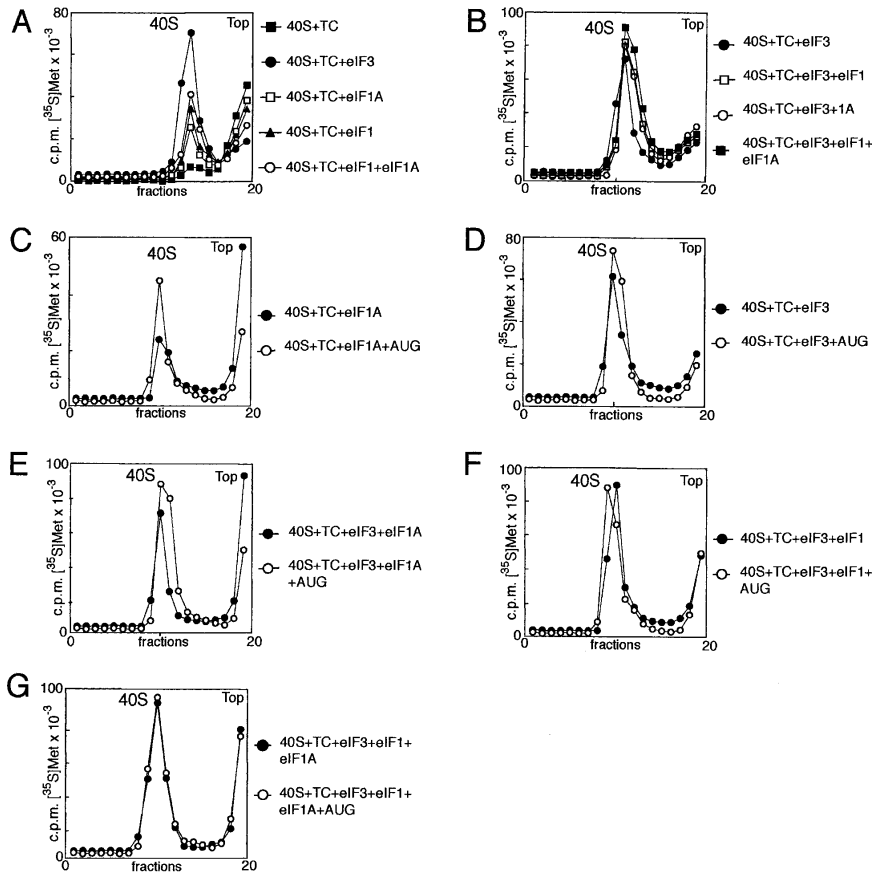 A
c.p.m. [³⁵S]Met x 10⁻³
80
40S
Top
0
0
fractions
20
40S+TC
40S+TC+eIF3
40S+TC+eIF1A
40S+TC+eIF1
40S+TC+eIF1+eIF1A
B
c.p.m. [³⁵S]Met x 10⁻³
100
40S
Top
0
0
fractions
20
40S+TC+eIF3
40S+TC+eIF3+eIF1
40S+TC+eIF3+1A
40S+TC+eIF3+eIF1+
eIF1A
C
c.p.m. [³⁵S]Met x 10⁻³
60
40S
Top
0
0
fractions
20
40S+TC+eIF1A
40S+TC+eIF1A+AUG
D
c.p.m. [³⁵S]Met x 10⁻³
80
40S
Top
0
0
fractions
20
40S+TC+eIF3
40S+TC+eIF3+AUG
E
c.p.m. [³⁵S]Met x 10⁻³
100
40S
Top
0
0
fractions
20
40S+TC+eIF3+eIF1A
40S+TC+eIF3+eIF1A
+AUG
F
c.p.m. [³⁵S]Met x 10⁻³
100
40S
Top
0
0
fractions
20
40S+TC+eIF3+eIF1
40S+TC+eIF3+eIF1+
AUG
G
c.p.m. [³⁵S]Met x 10⁻³
100
40S
Top
0
0
fractions
20
40S+TC+eIF3+eIF1+
eIF1A
40S+TC+eIF3+eIF1+
eIF1A+AUG